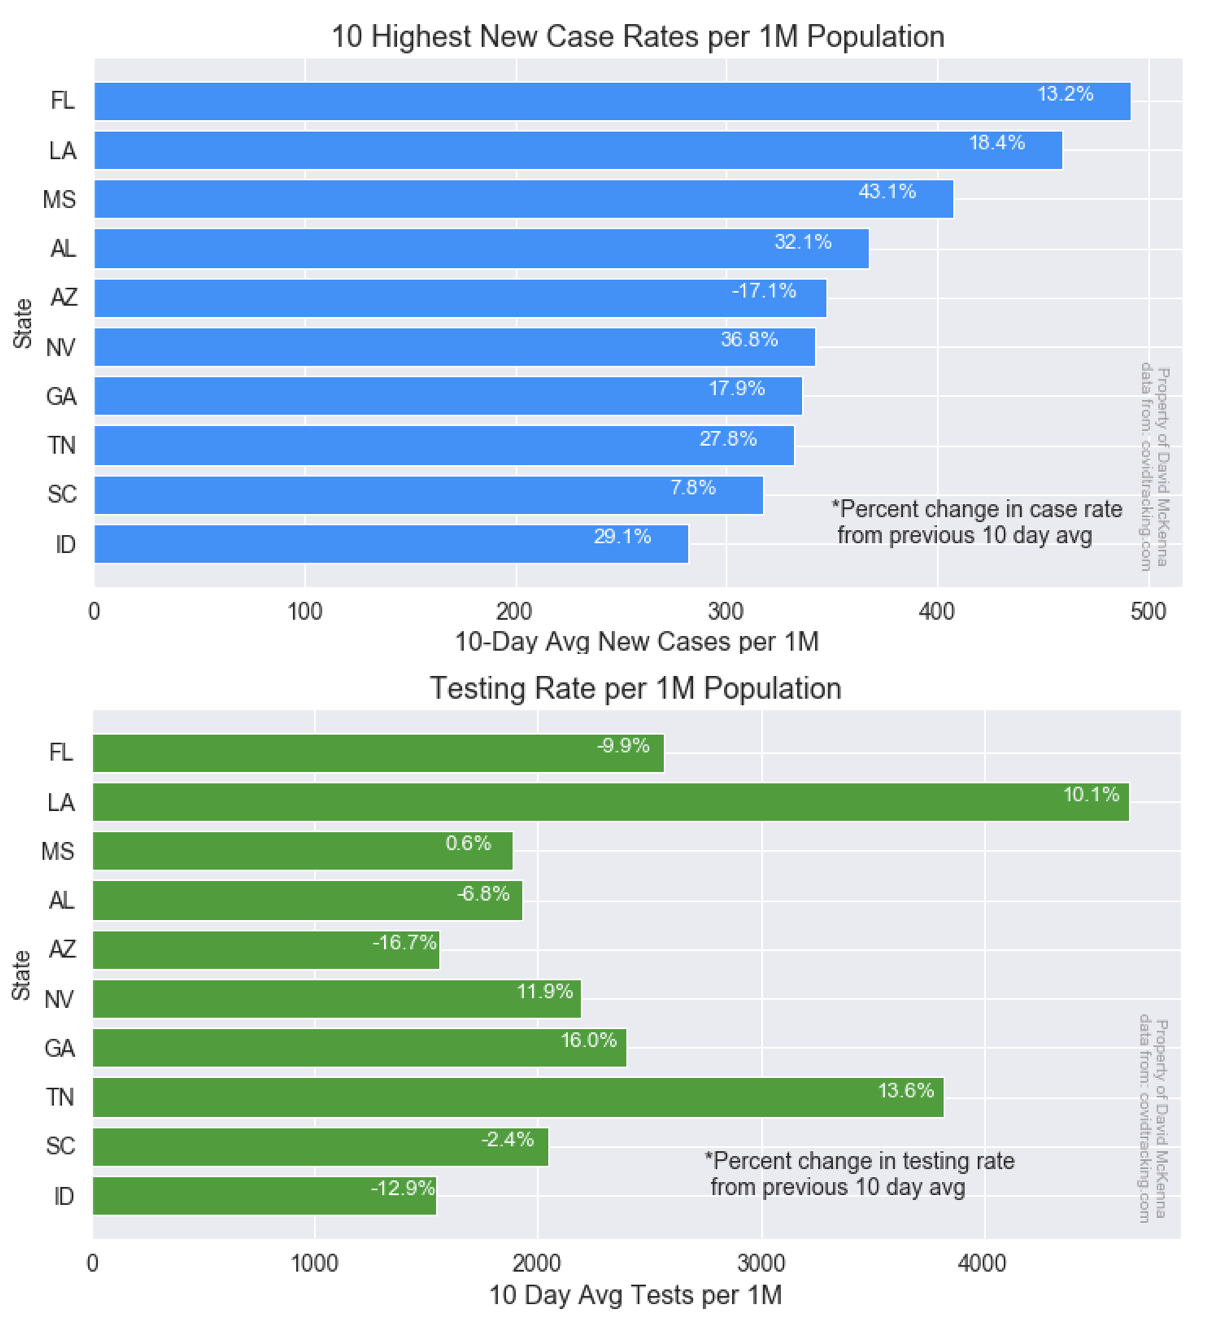 10 Highest New Case Rates per 1M Population
FL
13.2%
LA
18.4%
MS
43.1%
AL
32.1%
AZ
-17.1%
NV
36.8%
GA
17.9%
TN
27.8%
SC
7.8%
ID
29.1%
State
*Percent change in case rate
from previous 10 day avg
Property of David McKenna
data from: covidtracking.com
0 100 200 300 400 500
10-Day Avg New Cases per 1M
Testing Rate per 1M Population
FL
-9.9%
LA
10.1%
MS
0.6%
AL
-6.8%
AZ
-16.7%
NV
11.9%
GA
16.0%
TN
13.6%
SC
-2.4%
ID
-12.9%
State
*Percent change in testing rate
from previous 10 day avg
Property of David McKenna
data from: covidtracking.com
0 1000 2000 3000 4000
10 Day Avg Tests per 1M